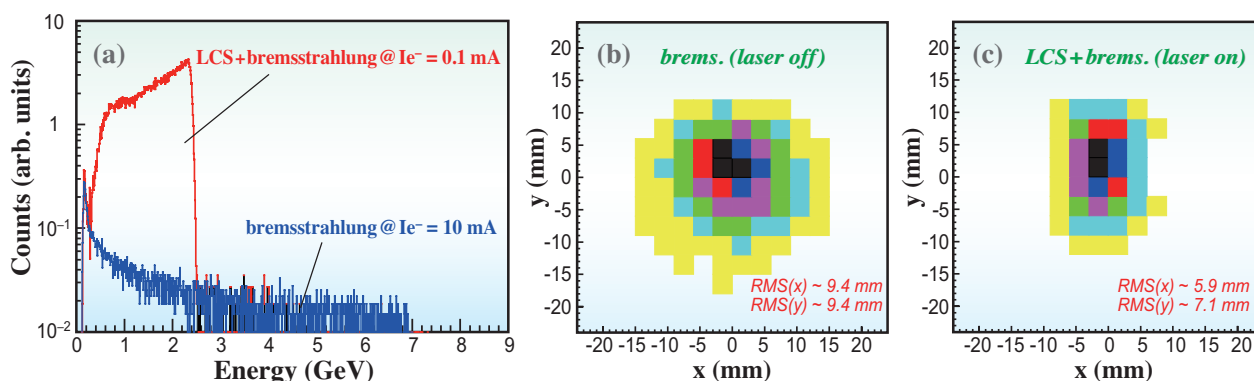 (a)
LCS+bremsstrahlung@Ie⁻ = 0.1 mA
bremsstrahlung@Ie⁻ = 10 mA
Counts (arb. units)
10
1
10⁻¹
10⁻²
0 1 2 3 4 5 6 7 8 9
Energy (GeV)
(b)
brems. (laser off)
RMS(x) ~ 9.4 mm
RMS(y) ~ 9.4 mm
y (mm)
20
15
10
5
0
-5
-10
-15
-20
-20 -15 -10 -5 0 5 10 15 20
x (mm)
(c)
LCS+brems. (laser on)
RMS(x) ~ 5.9 mm
RMS(y) ~ 7.1 mm
y (mm)
20
15
10
5
0
-5
-10
-15
-20
-20 -15 -10 -5 0 5 10 15 20
x (mm)